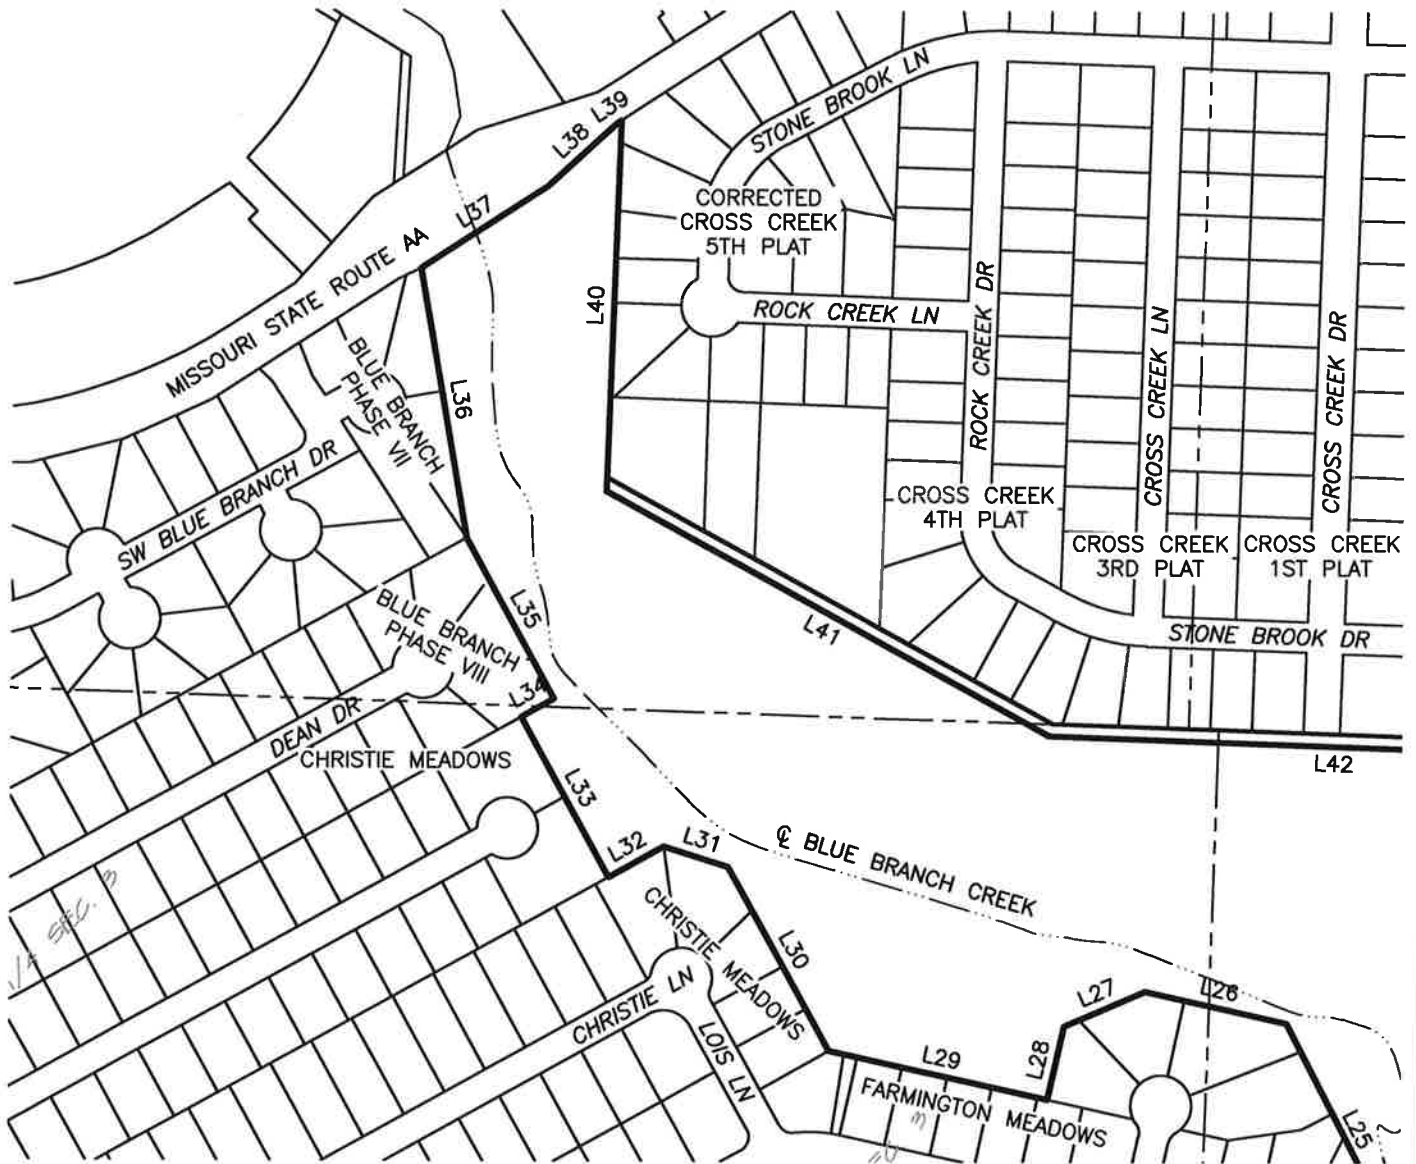 L38 L39
STONE BROOK LN
L37
CORRECTED
CROSS CREEK
5TH PLAT
MISSOURI STATE ROUTE AA
L40
ROCK CREEK LN
ROCK CREEK DR
CROSS CREEK LN
CROSS CREEK DR
BLUE BRANCH
PHASE VII
L36
SW BLUE BRANCH DR
CROSS CREEK
4TH PLAT
CROSS CREEK
3RD PLAT
CROSS CREEK
1ST PLAT
L35
BLUE BRANCH
PHASE VIII
L41
STONE BROOK DR
L34
DEAN DR
CHRISTIE MEADOWS
L42
L33
L32
L31
℄ BLUE BRANCH CREEK
1/4 SEC. 3
CHRISTIE MEADOWS
L30
CHRISTIE LN
LOIS LN
L27
L26
L28
L29
FARMINGTON MEADOWS
L25